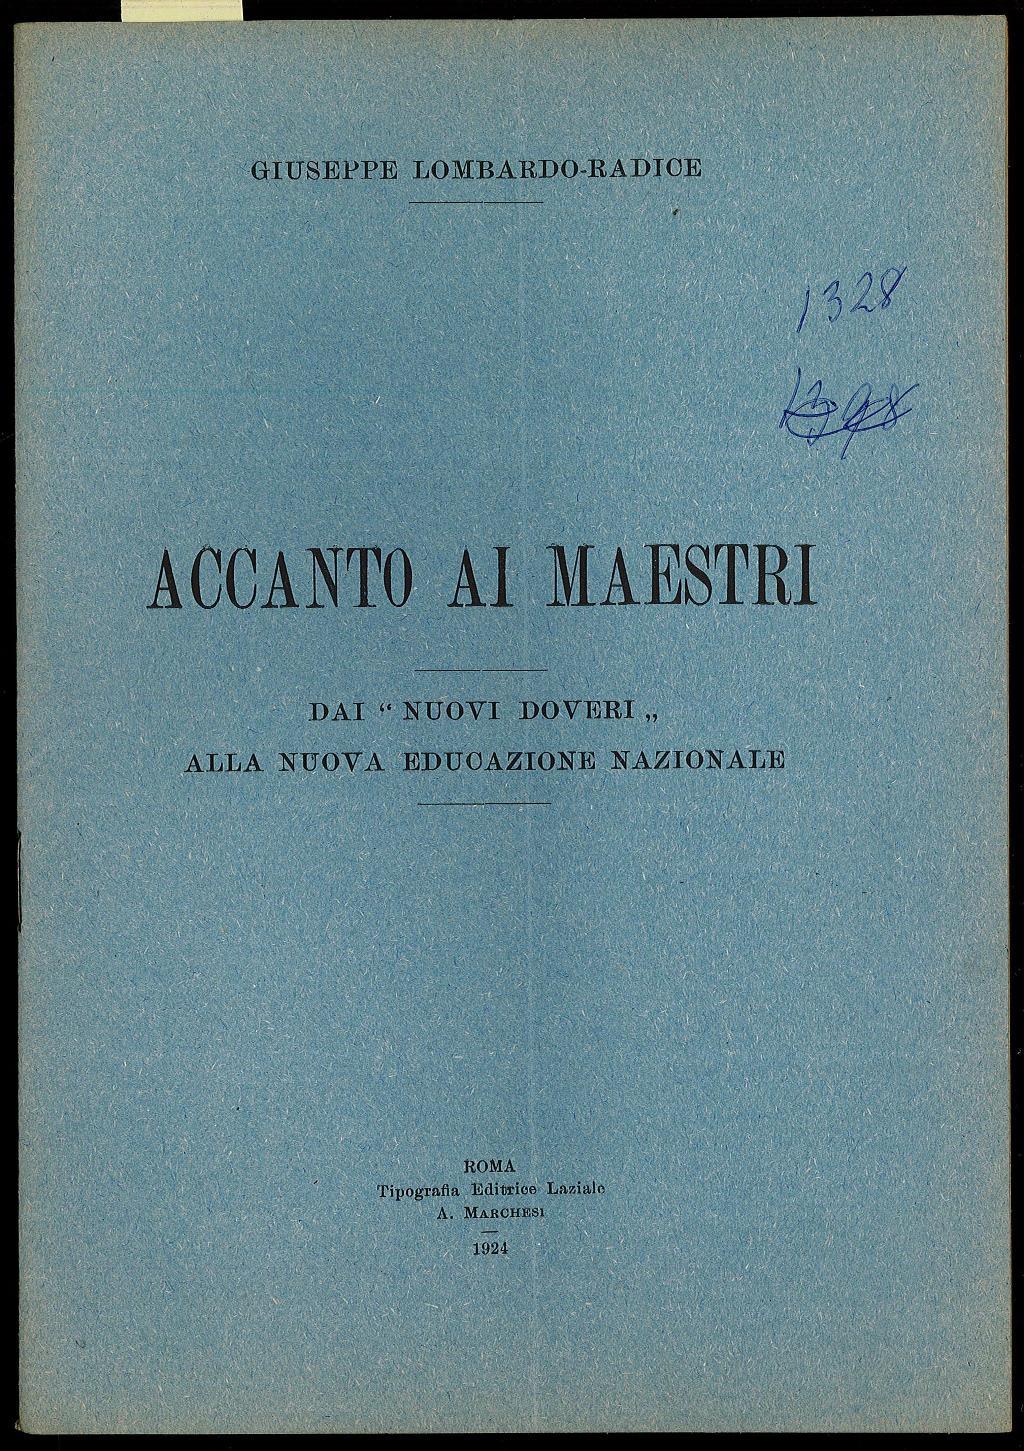 GIUSEPPE LOMBARDO-RADICE
1328
ACCANTO AI MAESTRI
DAI “ NUOVI DOVERI „
ALLA NUOVA EDUCAZIONE NAZIONALE
ROMA
Tipografia Editrice Laziale
A. MARCHESI
1924